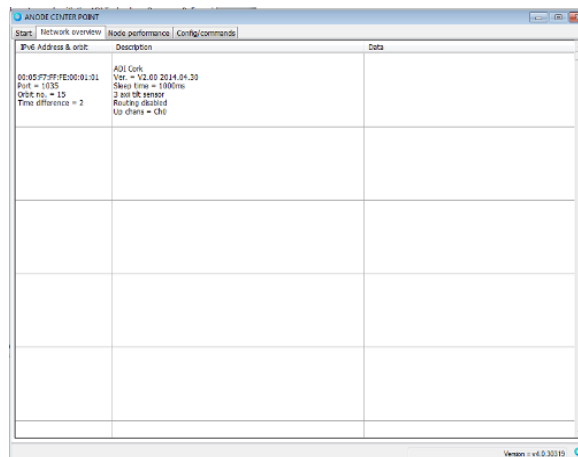 ANODE CENTER POINT
Start Network overview Node performance Config/commands
IPv6 Address & orbit Description Data
ADI Cork
00:05:F7:FF:FE:00:01:01 Ver. = V2.00 2014.04.30
Port = 1035 Sleep time = 1000ms
Orbit no. = 15 3 axi tilt sensor
Time difference = 2 Routing disabled
Up chans = Ch0
Version = v4.0.30319